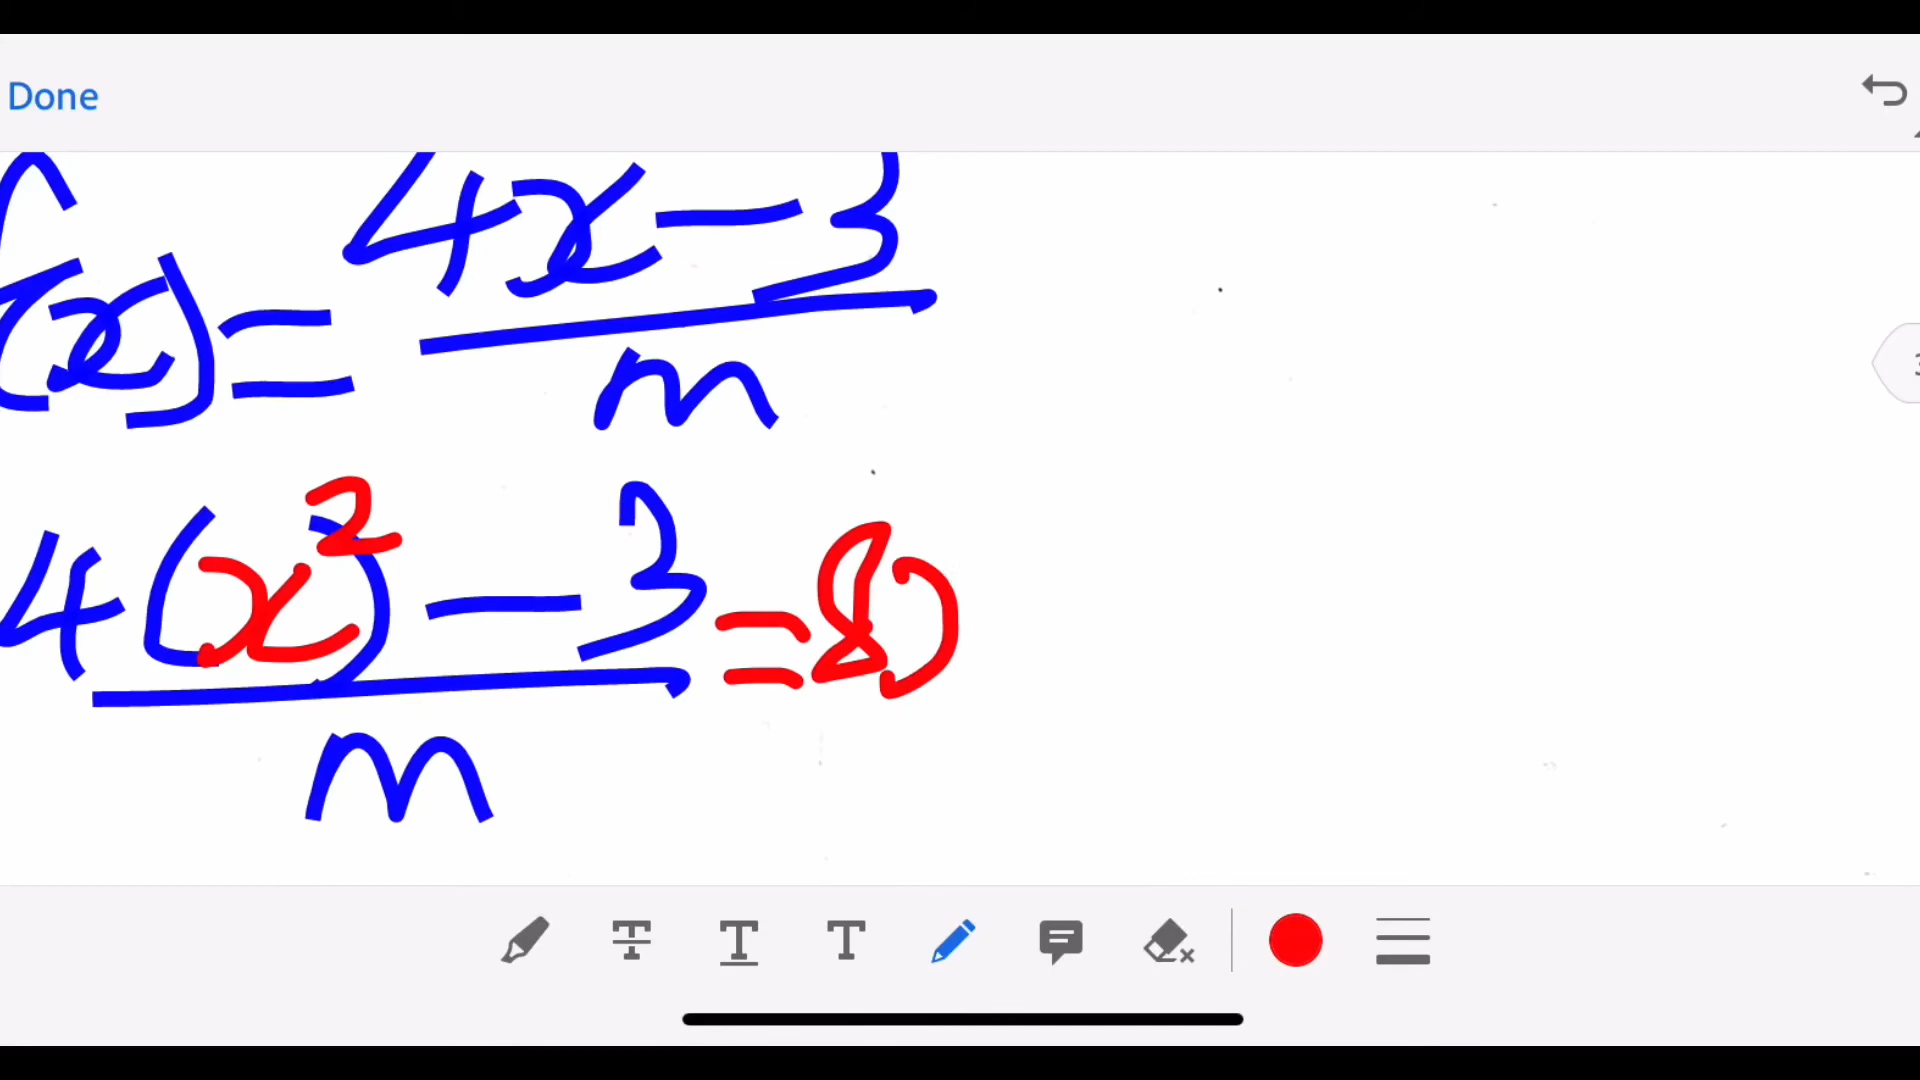 Done
f(x) = 4x - 3
m
4(x²) - 3 = 8)
m
T T T